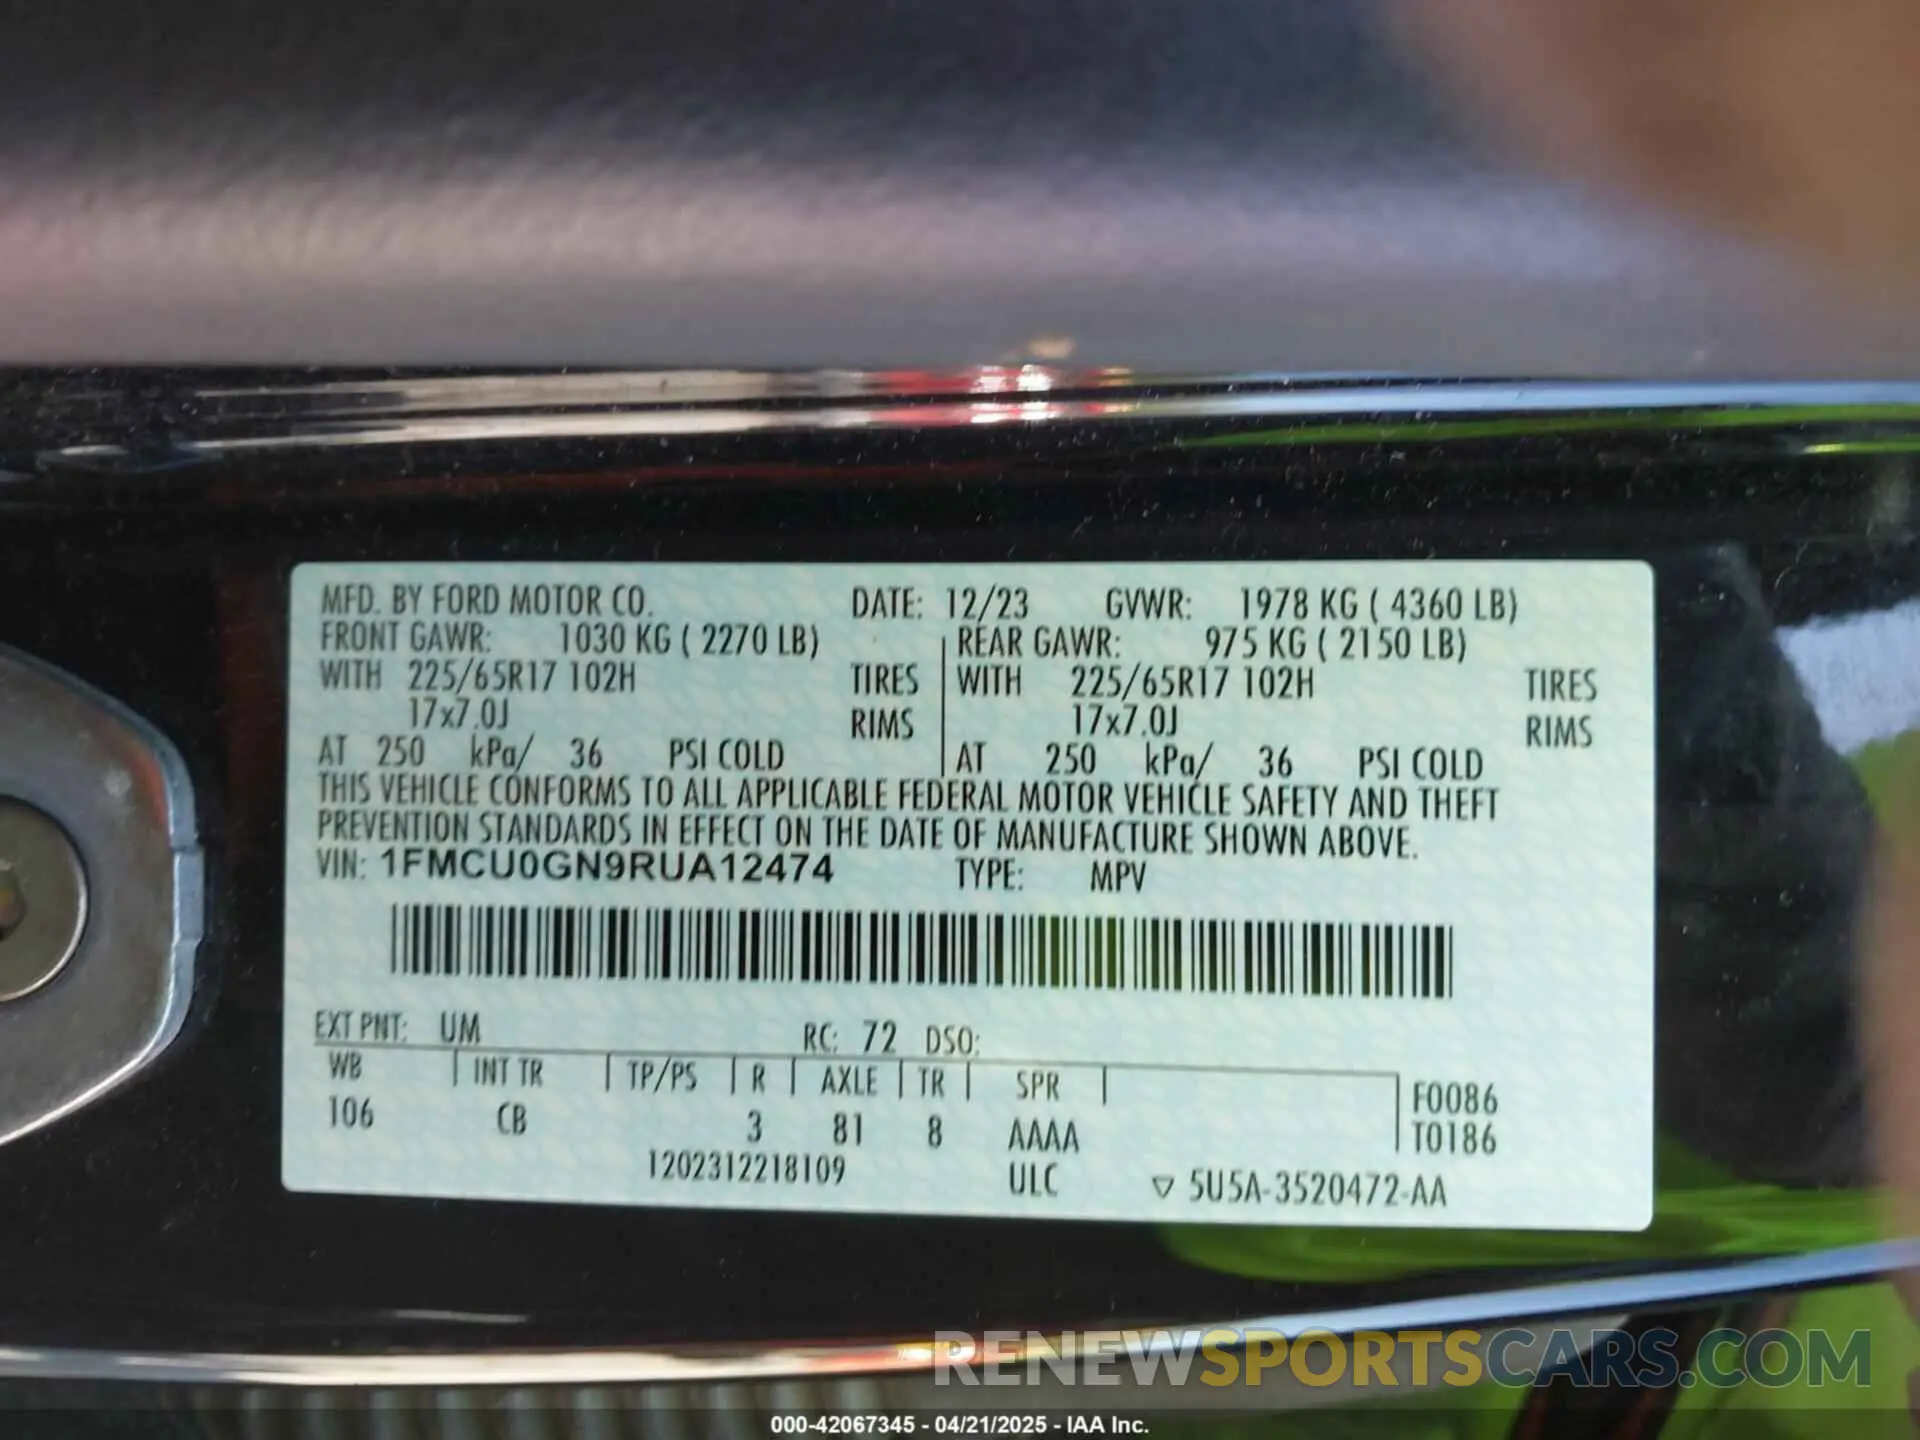 MFD. BY FORD MOTOR CO. DATE: 12/23 GVWR: 1978 KG ( 4360 LB)
FRONT GAWR: 1030 KG ( 2270 LB) REAR GAWR: 975 KG ( 2150 LB)
WITH 225/65R17 102H TIRES WITH 225/65R17 102H TIRES
17x7.0J RIMS 17x7.0J RIMS
AT 250 kPa/ 36 PSI COLD AT 250 kPa/ 36 PSI COLD
THIS VEHICLE CONFORMS TO ALL APPLICABLE FEDERAL MOTOR VEHICLE SAFETY AND THEFT
PREVENTION STANDARDS IN EFFECT ON THE DATE OF MANUFACTURE SHOWN ABOVE.
VIN: 1FMCU0GN9RUA12474 TYPE: MPV
EXT PNT: UM RC: 72 DSO:
WB INT TR TP/PS R AXLE TR SPR F0086
106 CB 3 81 8 AAAA T0186
1202312218109 ULC ▽ 5U5A-3520472-AA
RENEWSPORTSCARS.COM
000-42067345 - 04/21/2025 - IAA Inc.